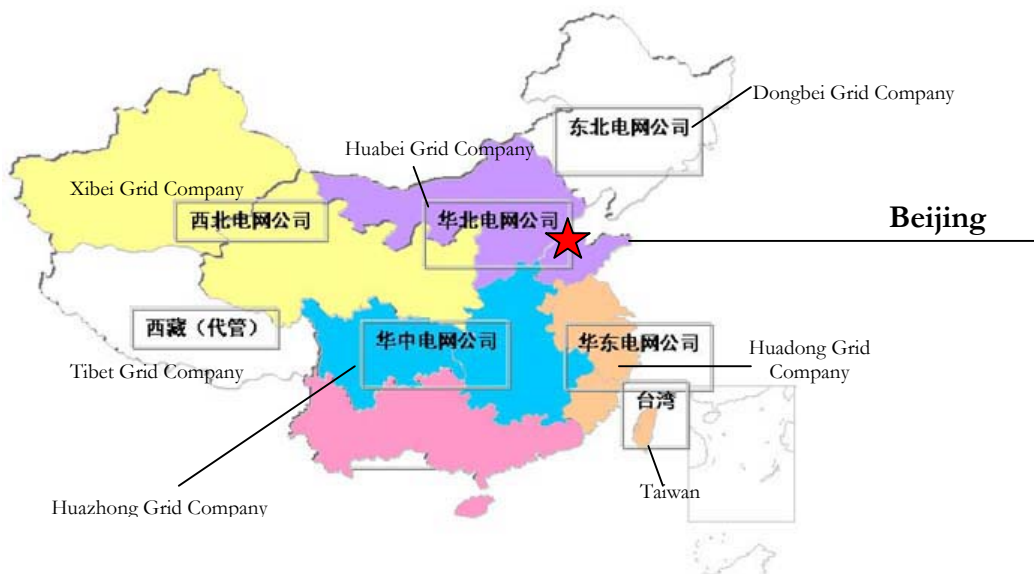 Dongbei Grid Company
东北电网公司
Huabei Grid Company
Xibei Grid Company
西北电网公司
华北电网公司
Beijing
西藏（代管）
华中电网公司
华东电网公司
Tibet Grid Company
Huadong Grid
Company
台湾
Huazhong Grid Company
Taiwan